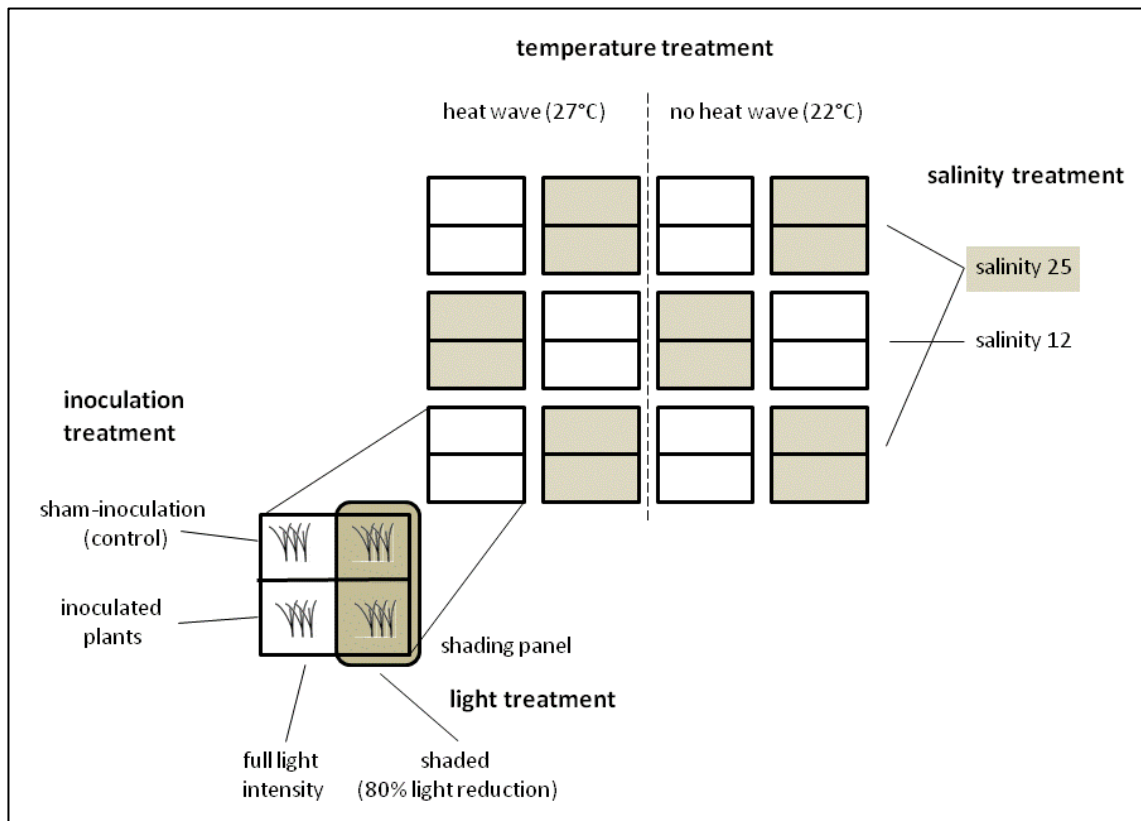 temperature treatment
heat wave (27°C)
no heat wave (22°C)
salinity treatment
salinity 25
salinity 12
inoculation
treatment
sham-inoculation
(control)
inoculated
plants
shading panel
light treatment
full light
intensity
shaded
(80% light reduction)